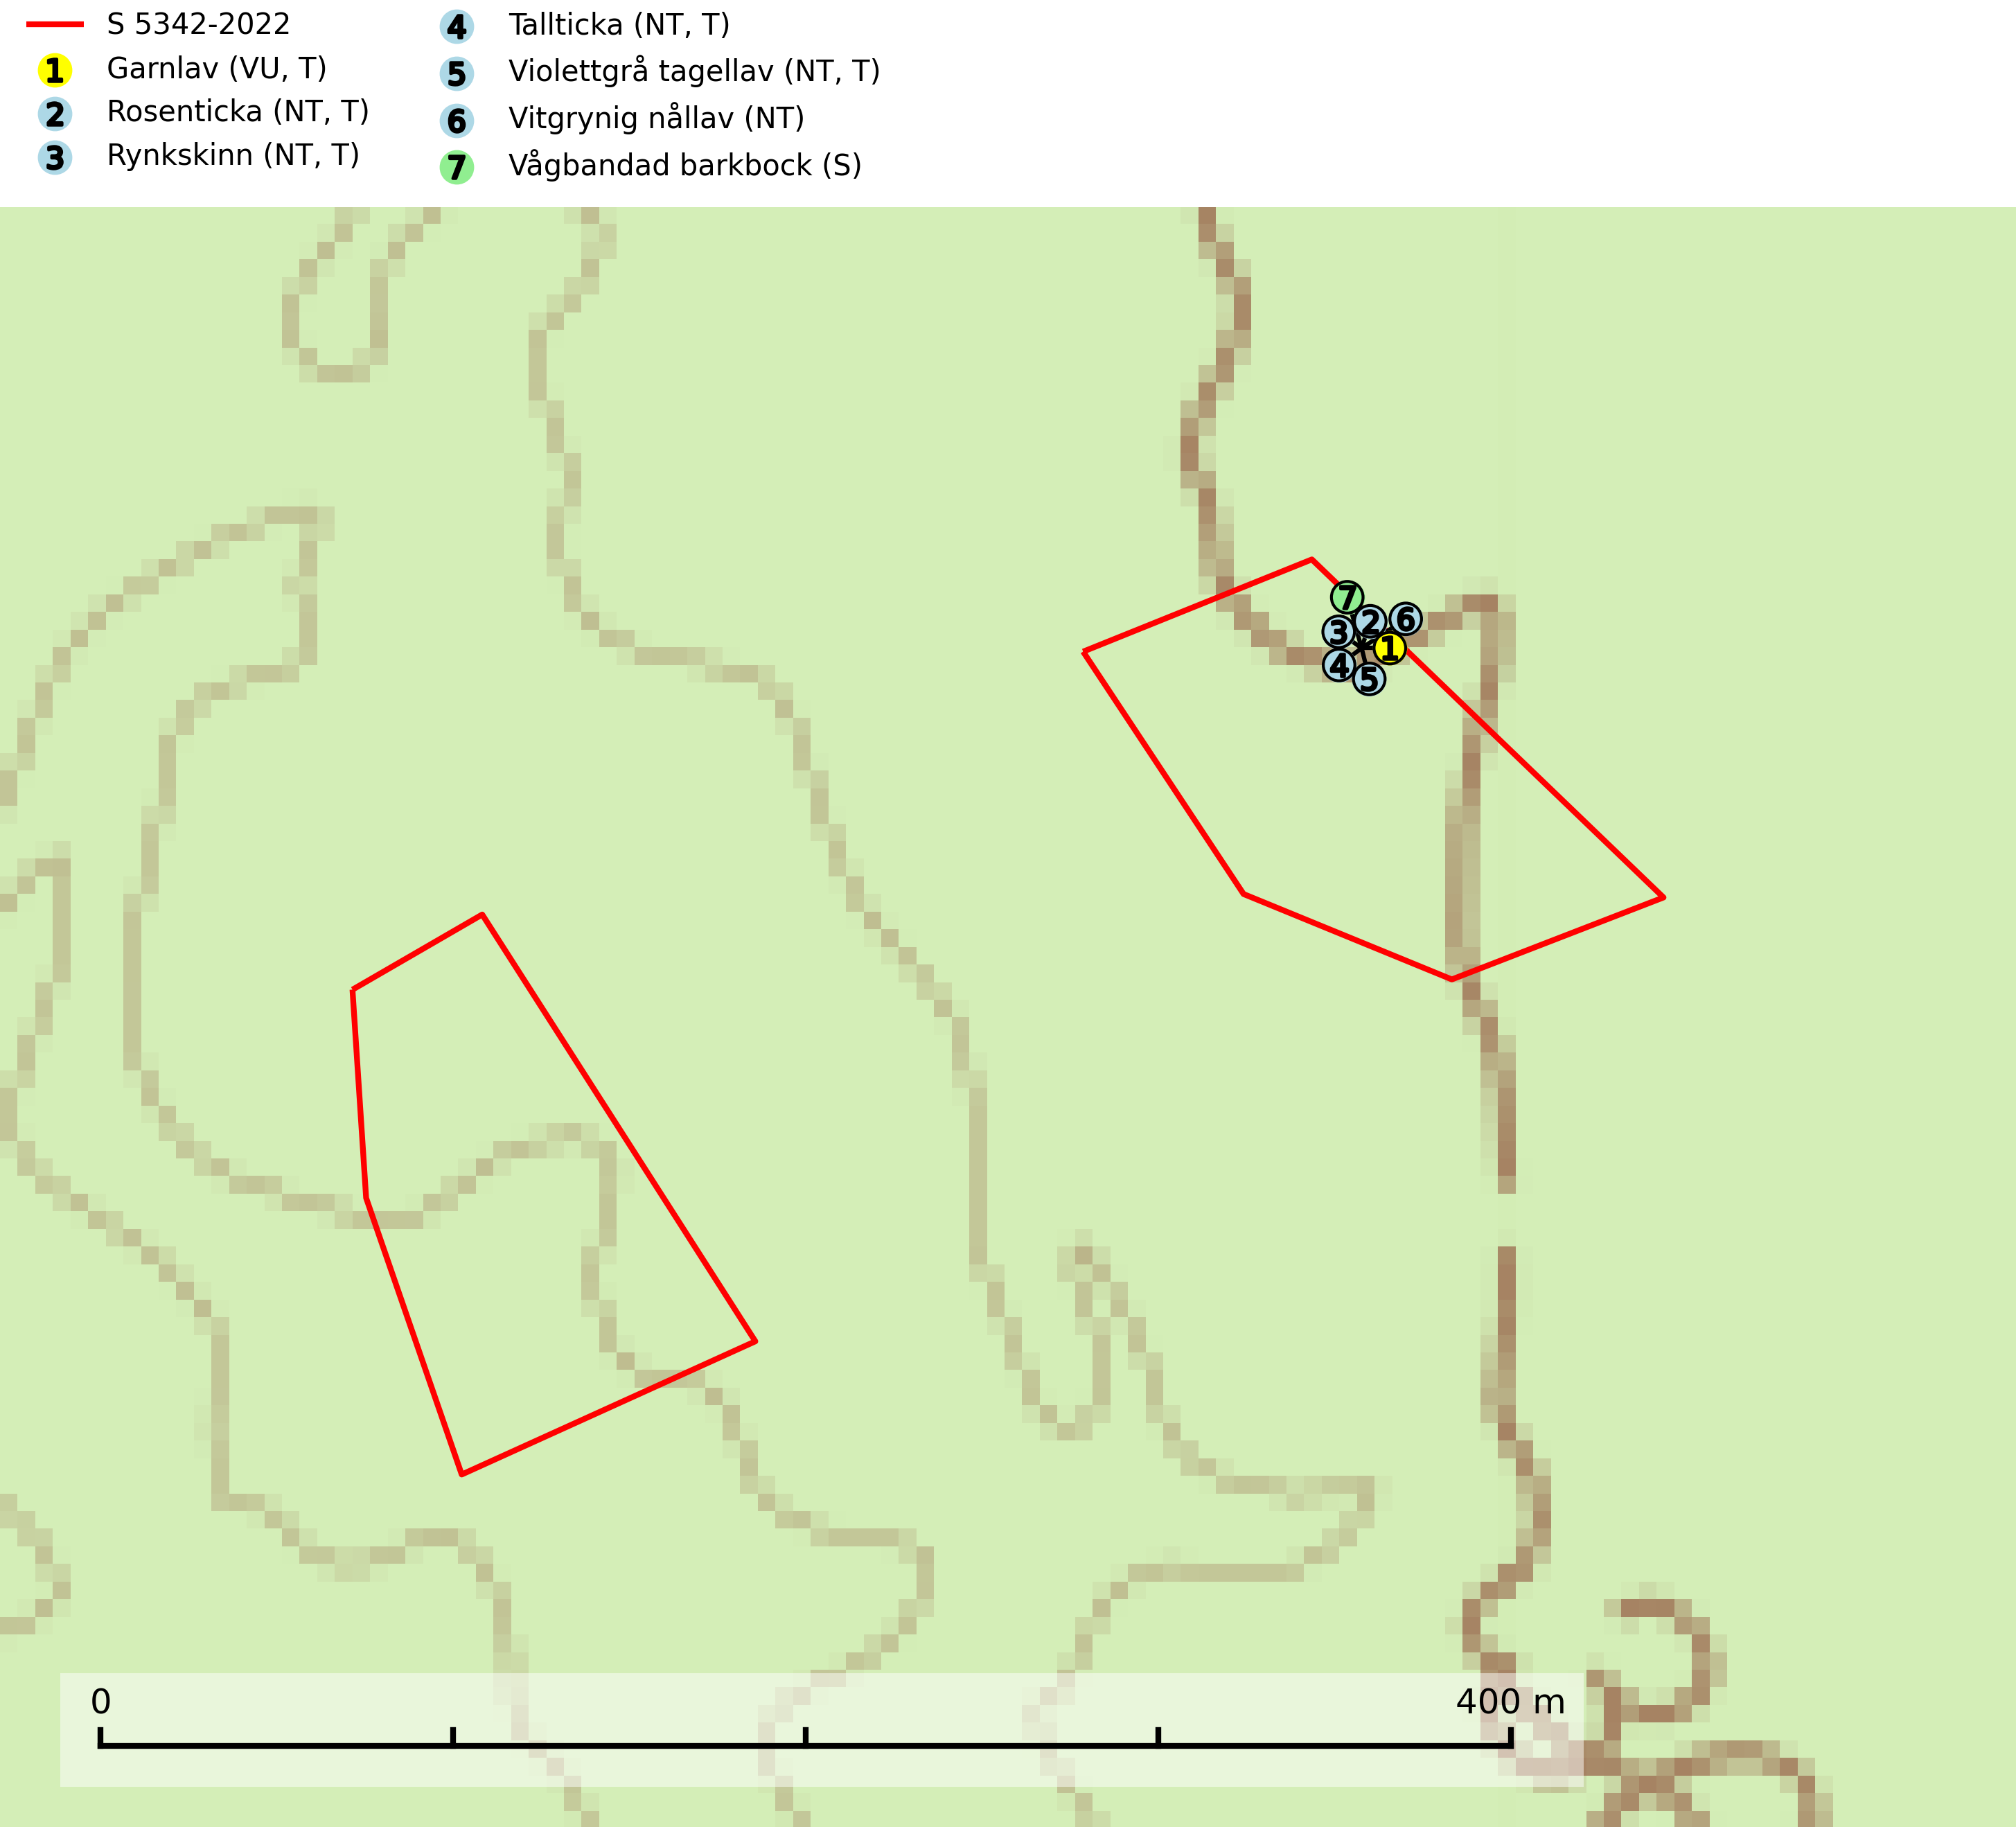 S 5342-2022
1 Garnlav (VU, T)
2 Rosenticka (NT, T)
3 Rynkskinn (NT, T)
4 Tallticka (NT, T)
5 Violettgrå tagellav (NT, T)
6 Vitgrynig nållav (NT)
7 Vågbandad barkbock (S)
7
2 6
3
1
4
5
0 400 m